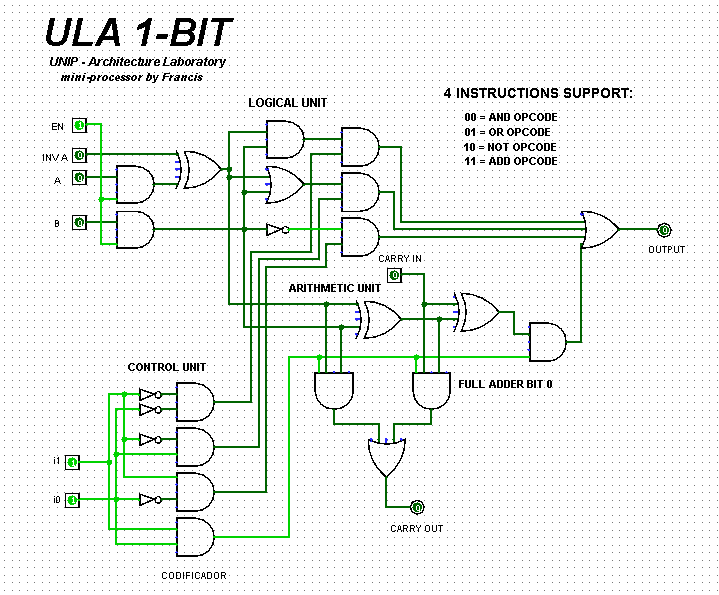 ULA 1-BIT
UNIP - Architecture Laboratory
mini-processor by Francis
LOGICAL UNIT
4 INSTRUCTIONS SUPPORT:
00 = AND OPCODE
01 = OR OPCODE
10 = NOT OPCODE
11 = ADD OPCODE
EN 1
INV A 0
A 0
B 0
0
OUTPUT
CARRY IN
0
ARITHMETIC UNIT
CONTROL UNIT
FULL ADDER BIT 0
i1 1
i0 1
0
CARRY OUT
CODIFICADOR